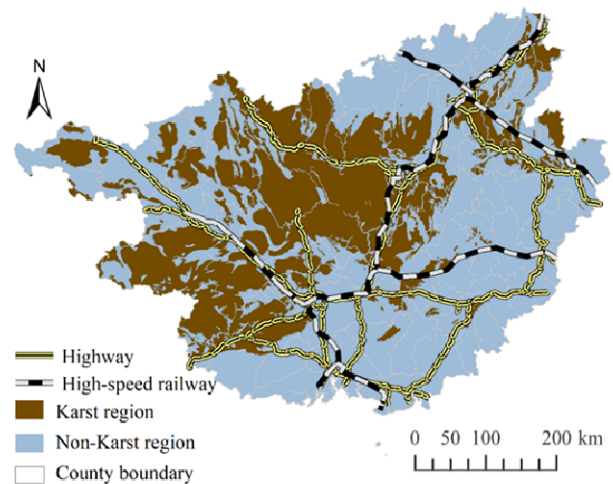 N
Highway
High-speed railway
Karst region
Non-Karst region
County boundary
0 50 100 200 km